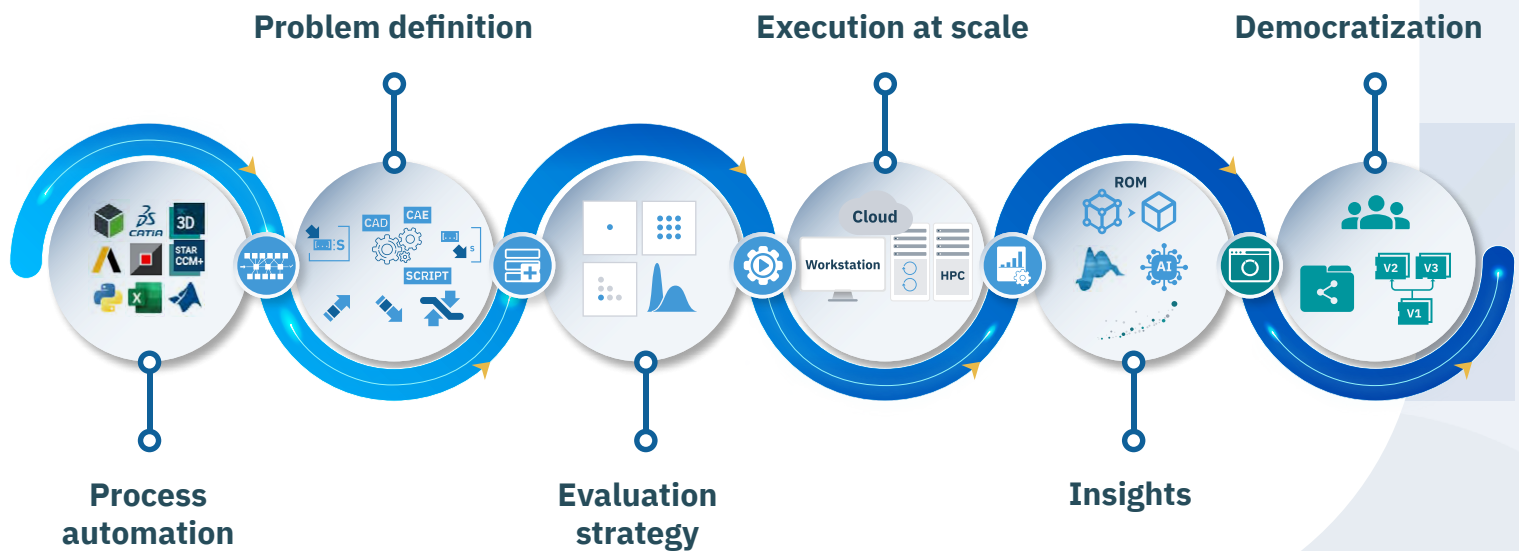 Problem definition
Execution at scale
Democratization
CATIA
3D
STAR
CCM+
CAD
CAE
SCRIPT
S
s
Cloud
Workstation
HPC
ROM
AI
V2
V3
V1
Process
automation
Evaluation
strategy
Insights